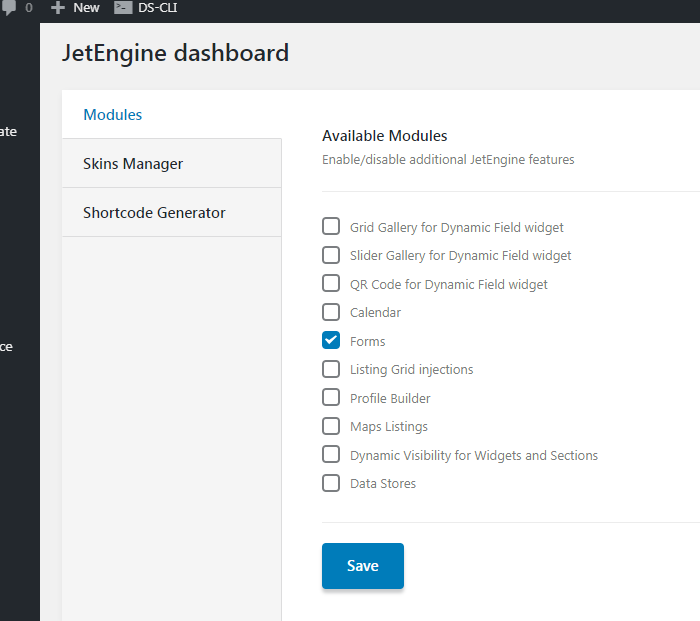 0 New DS-CLI
JetEngine dashboard
Modules
Skins Manager
Shortcode Generator
ate
ce
Available Modules
Enable/disable additional JetEngine features
Grid Gallery for Dynamic Field widget
Slider Gallery for Dynamic Field widget
QR Code for Dynamic Field widget
Calendar
Forms
Listing Grid injections
Profile Builder
Maps Listings
Dynamic Visibility for Widgets and Sections
Data Stores
Save